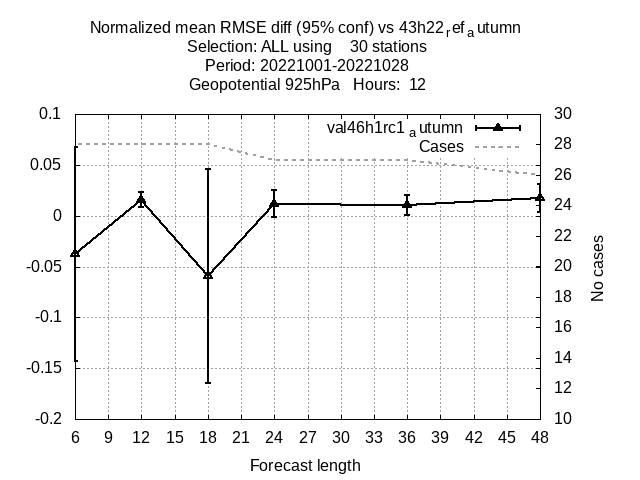 Normalized mean RMSE diff (95% conf) vs 43h22refautumn
Selection: ALL using 30 stations
Period: 20221001-20221028
Geopotential 925hPa Hours: 12
val46h1rc1autumn
Cases
0.1
0.05
0
-0.05
-0.1
-0.15
-0.2
30
28
26
24
22
20
18
16
14
12
10
No cases
6 9 12 15 18 21 24 27 30 33 36 39 42 45 48
Forecast length